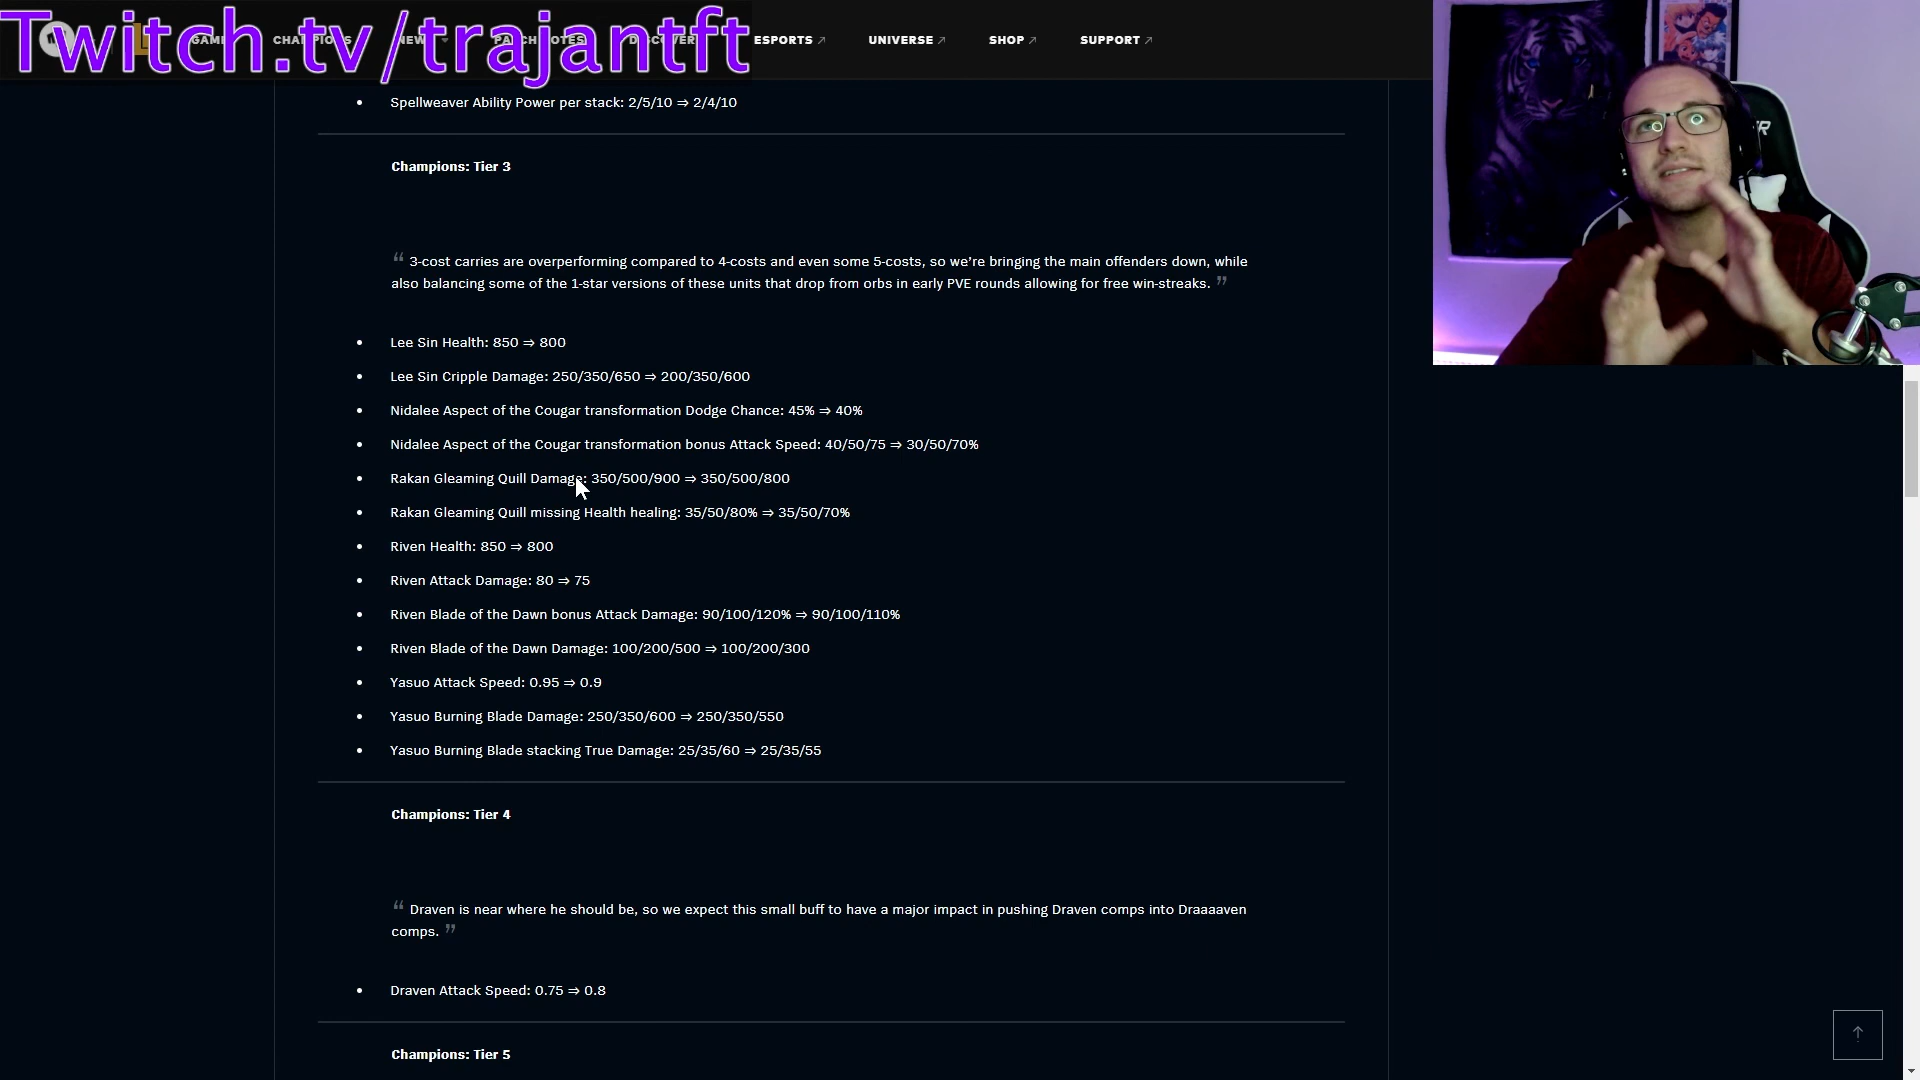 Twitch.tv/trajantft
ESPORTS
UNIVERSE
SHOP
SUPPORT
• Spellweaver Ability Power per stack: 2/5/10 ⇒ 2/4/10
Champions: Tier 3
“ 3-cost carries are overperforming compared to 4-costs and even some 5-costs, so we’re bringing the main offenders down, while
also balancing some of the 1-star versions of these units that drop from orbs in early PVE rounds allowing for free win-streaks. ”
• Lee Sin Health: 850 ⇒ 800
• Lee Sin Cripple Damage: 250/350/650 ⇒ 200/350/600
• Nidalee Aspect of the Cougar transformation Dodge Chance: 45% ⇒ 40%
• Nidalee Aspect of the Cougar transformation bonus Attack Speed: 40/50/75 ⇒ 30/50/70%
• Rakan Gleaming Quill Damage: 350/500/900 ⇒ 350/500/800
• Rakan Gleaming Quill missing Health healing: 35/50/80% ⇒ 35/50/70%
• Riven Health: 850 ⇒ 800
• Riven Attack Damage: 80 ⇒ 75
• Riven Blade of the Dawn bonus Attack Damage: 90/100/120% ⇒ 90/100/110%
• Riven Blade of the Dawn Damage: 100/200/500 ⇒ 100/200/300
• Yasuo Attack Speed: 0.95 ⇒ 0.9
• Yasuo Burning Blade Damage: 250/350/600 ⇒ 250/350/550
• Yasuo Burning Blade stacking True Damage: 25/35/60 ⇒ 25/35/55
Champions: Tier 4
“ Draven is near where he should be, so we expect this small buff to have a major impact in pushing Draven comps into Draaaaven
comps. ”
• Draven Attack Speed: 0.75 ⇒ 0.8
Champions: Tier 5